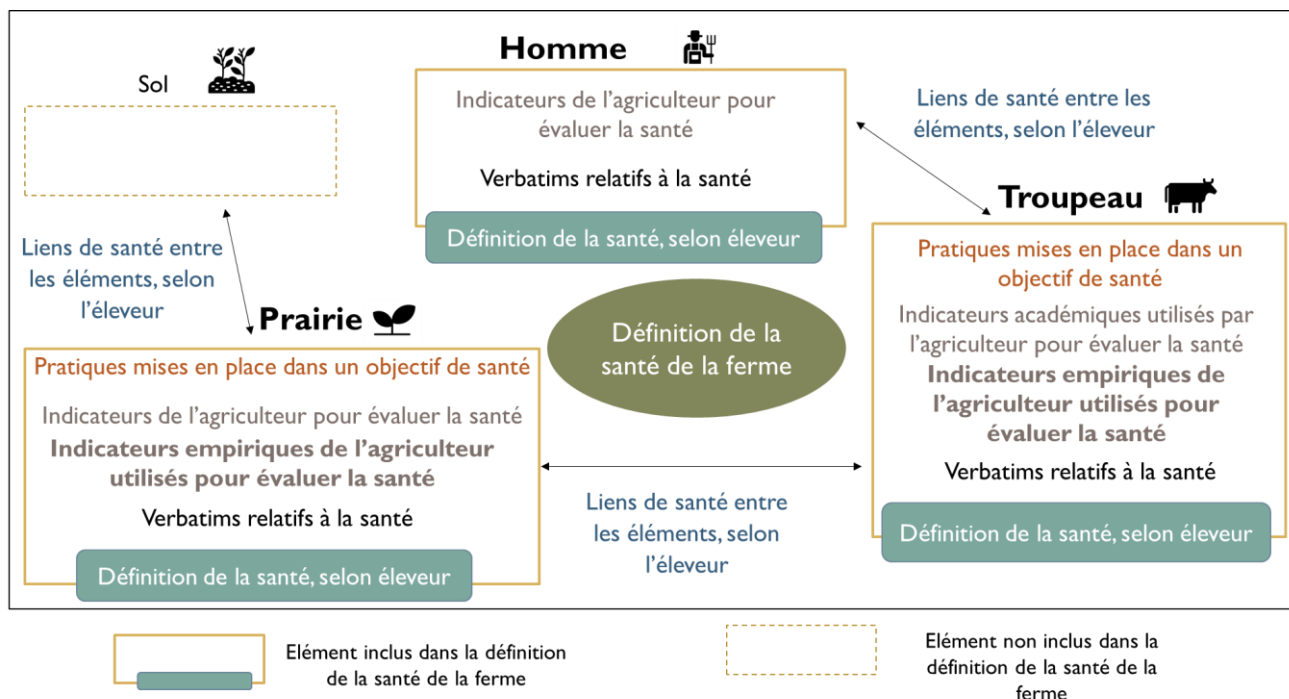 Sol
Homme
Indicateurs de l'agriculteur pour
évaluer la santé
Verbatims relatifs à la santé
Définition de la santé, selon éleveur
Liens de santé entre les
éléments, selon l'éleveur
Troupeau
Pratiques mises en place dans un
objectif de santé
Indicateurs académiques utilisés par
l'agriculteur pour évaluer la santé
Indicateurs empiriques de
l'agriculteur utilisés pour
évaluer la santé
Verbatims relatifs à la santé
Définition de la santé, selon éleveur
Liens de santé entre
les éléments, selon
l'éleveur
Prairie
Pratiques mises en place dans un objectif de santé
Indicateurs de l'agriculteur pour évaluer la santé
Indicateurs empiriques de l'agriculteur
utilisés pour évaluer la santé
Verbatims relatifs à la santé
Définition de la santé, selon éleveur
Définition de la
santé de la ferme
Liens de santé entre
les éléments, selon
l'éleveur
Elément inclus dans la définition
de la santé de la ferme
Elément non inclus dans la
définition de la santé de la
ferme